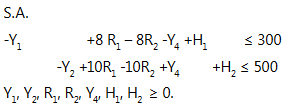 S.A.
-Y₁ +8 R₁ – 8R₂ -Y₄ +H₁ ≤ 300
-Y₂ +10R₁ -10R₂ +Y₄ +H₂ ≤ 500
Y₁, Y₂, R₁, R₂, Y₄, H₁, H₂ ≥ 0.